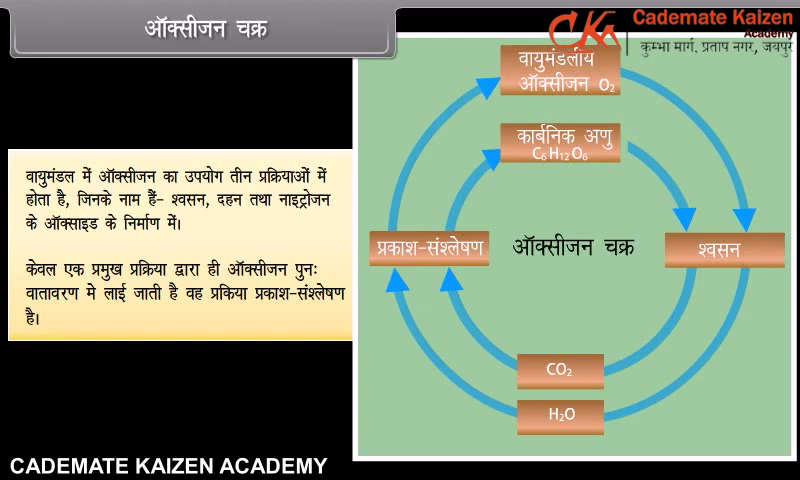 ऑक्सीजन चक्र
Cademate Kaizen
Academy
कुम्भा मार्ग, प्रताप नगर, जयपुर
CKA
वायुमंडल में ऑक्सीजन का उपयोग तीन प्रक्रियाओं में
होता है, जिनके नाम हैं- श्वसन, दहन तथा नाइट्रोजन
के ऑक्साइड के निर्माण में।
केवल एक प्रमुख प्रक्रिया द्वारा ही ऑक्सीजन पुनः
वातावरण मे लाई जाती है वह प्रकिया प्रकाश-संश्लेषण
है।
वायुमंडलीय
ऑक्सीजन O₂
कार्बनिक अणु
C₆H₁₂O₆
प्रकाश-संश्लेषण
ऑक्सीजन चक्र
श्वसन
CO₂
H₂O
CADEMATE KAIZEN ACADEMY